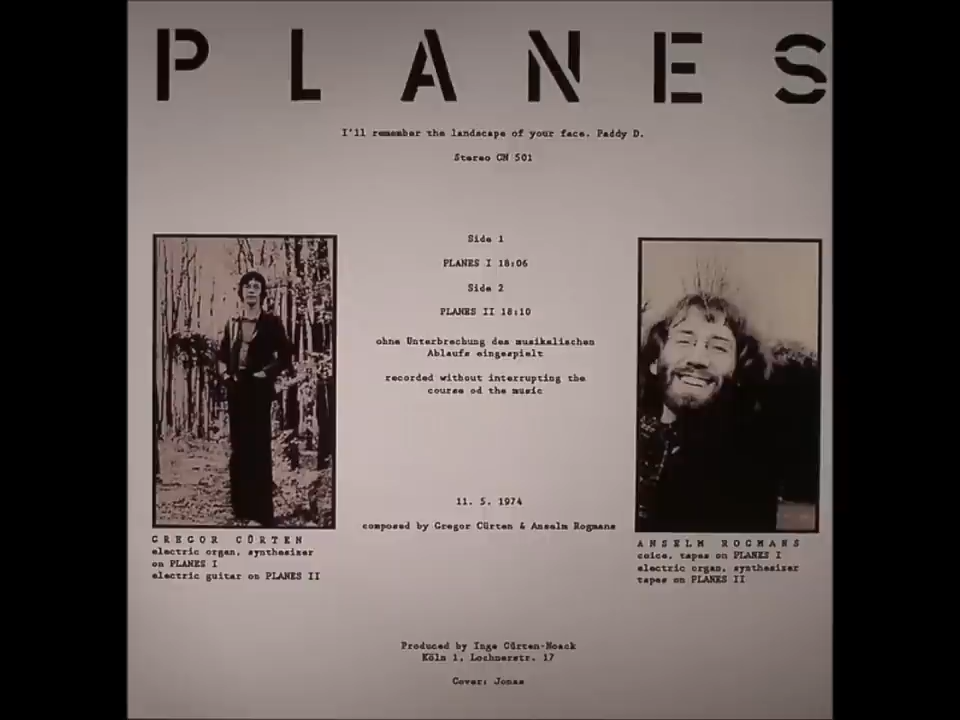 PLANES
I'll remember the landscape of your face. Paddy D.
Stereo CN 501
Side 1
PLANES I 18:06
Side 2
PLANES II 18:10
ohne Unterbrechung des musikalischen
Ablaufs eingespielt
recorded without interrupting the
course od the music
11. 5. 1974
composed by Gregor Cürten & Anselm Rogmans
GREGOR CÜRTEN
electric organ, synthesizer
on PLANES I
electric guitar on PLANES II
ANSELM ROGMANS
coice, tapes on PLANES I
electric organ, synthesizer
tapes on PLANES II
Produced by Inge Cürten-Noack
Köln 1, Lochnerstr. 17
Cover: Jonas